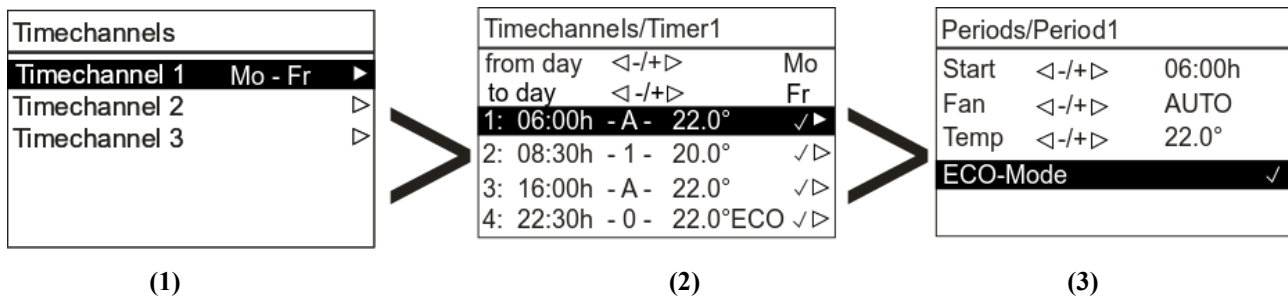 Timechannels
Timechannel 1 Mo - Fr ▶
Timechannel 2 ▷
Timechannel 3 ▷
>
Timechannels/Timer1
from day ◁-/+▷ Mo
to day ◁-/+▷ Fr
1: 06:00h - A - 22.0° ✓▶
2: 08:30h - 1 - 20.0° ✓▷
3: 16:00h - A - 22.0° ✓▷
4: 22:30h - 0 - 22.0°ECO ✓▷
>
Periods/Period1
Start ◁-/+▷ 06:00h
Fan ◁-/+▷ AUTO
Temp ◁-/+▷ 22.0°
ECO-Mode ✓
(1) (2) (3)